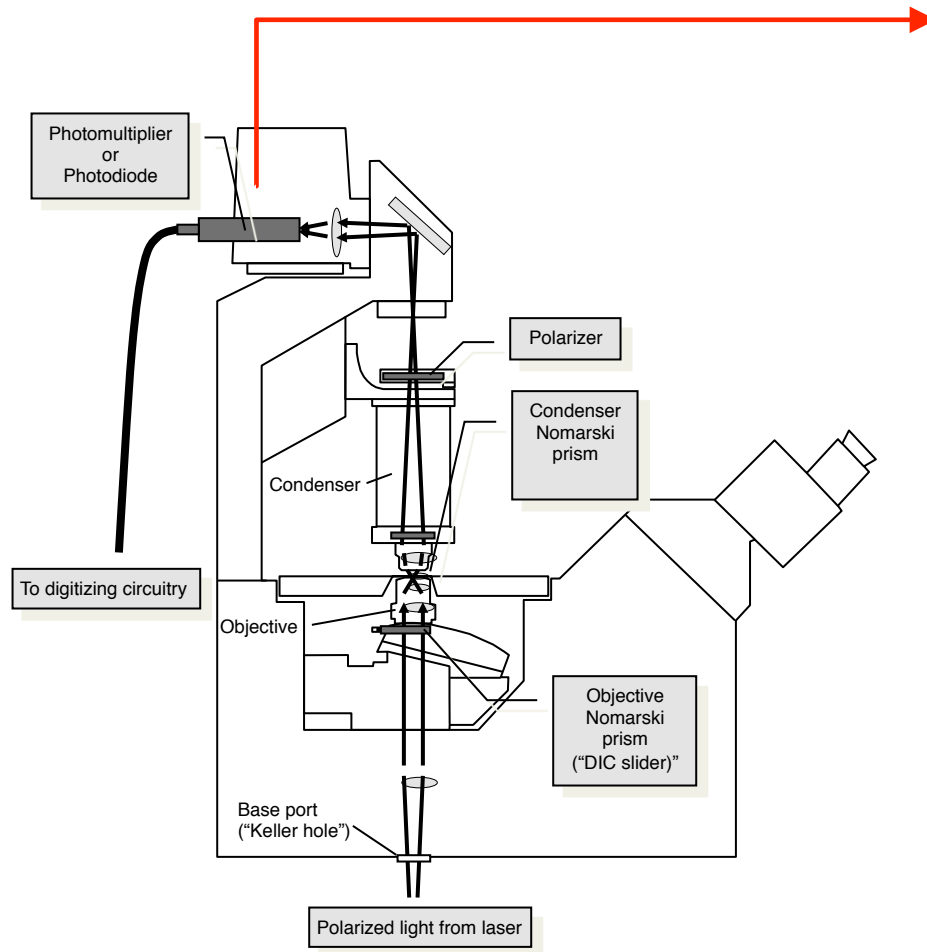 Photomultiplier
or
Photodiode
Polarizer
Condenser
Nomarski
prism
Condenser
To digitizing circuitry
Objective
Objective
Nomarski
prism
(“DIC slider)”
Base port
(“Keller hole”)
Polarized light from laser